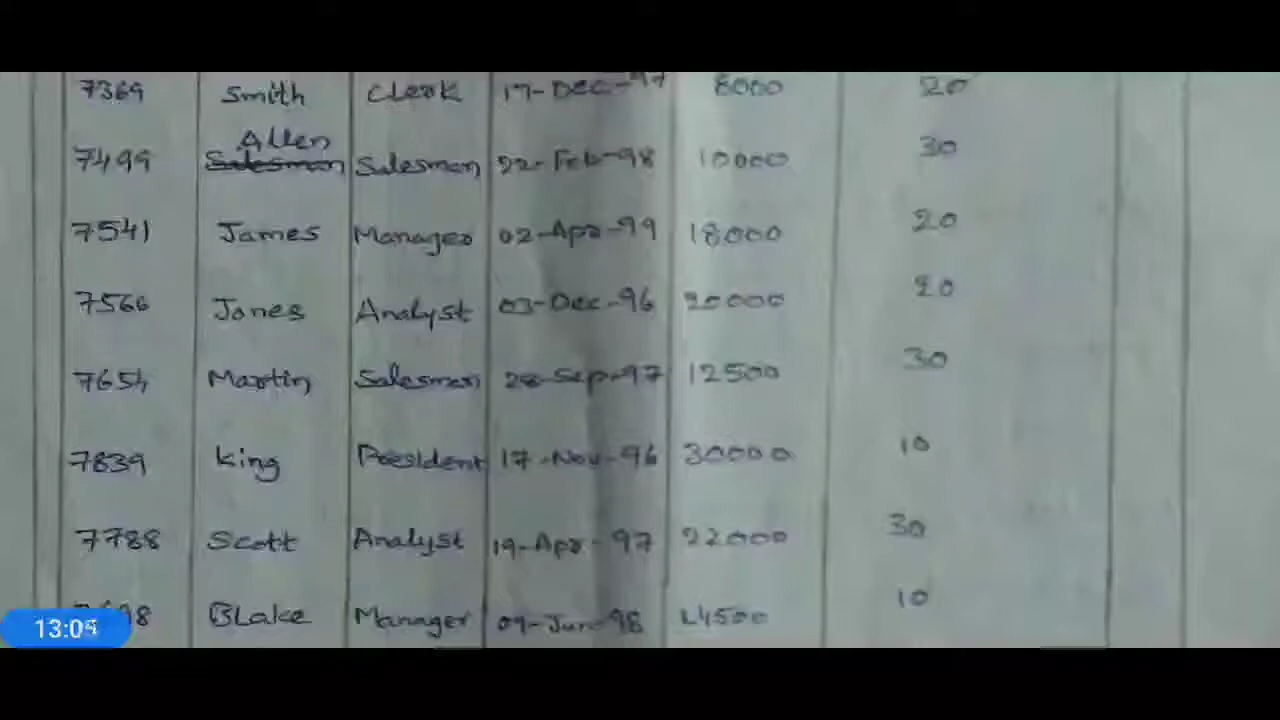 7369 Smith Clerk 17-Dec-97 8000 20
Allen
7499 Salesman Salesman 22-Feb-98 10000 30
7541 James Manager 02-Apr-99 18000 20
7566 Jones Analyst 03-Dec-96 20000 20
7654 Martin Salesman 28-Sep-97 12500 30
7839 King President 17-Nov-96 30000 10
7788 Scott Analyst 19-Apr-97 22000 30
Blake Manager 09-Jun-98 14500 10
13:04